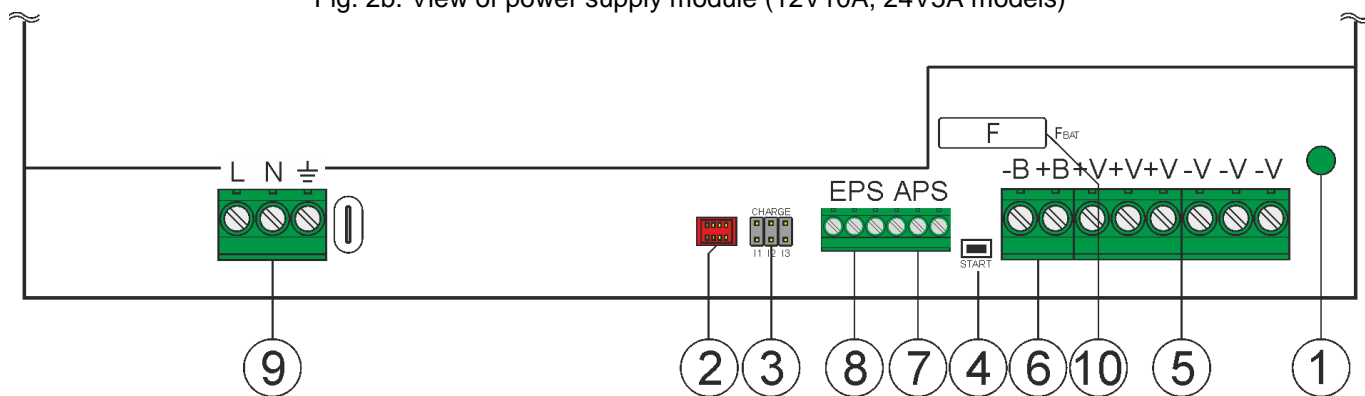 Fig. 2b. View of power supply module (12V10A, 24V5A models)
F
FBAT
L N ⏚
-B +B +V +V +V -V -V -V
EPS APS
CHARGE
I1 I2 I3
START
9 2 3 8 7 4 6 10 5 1